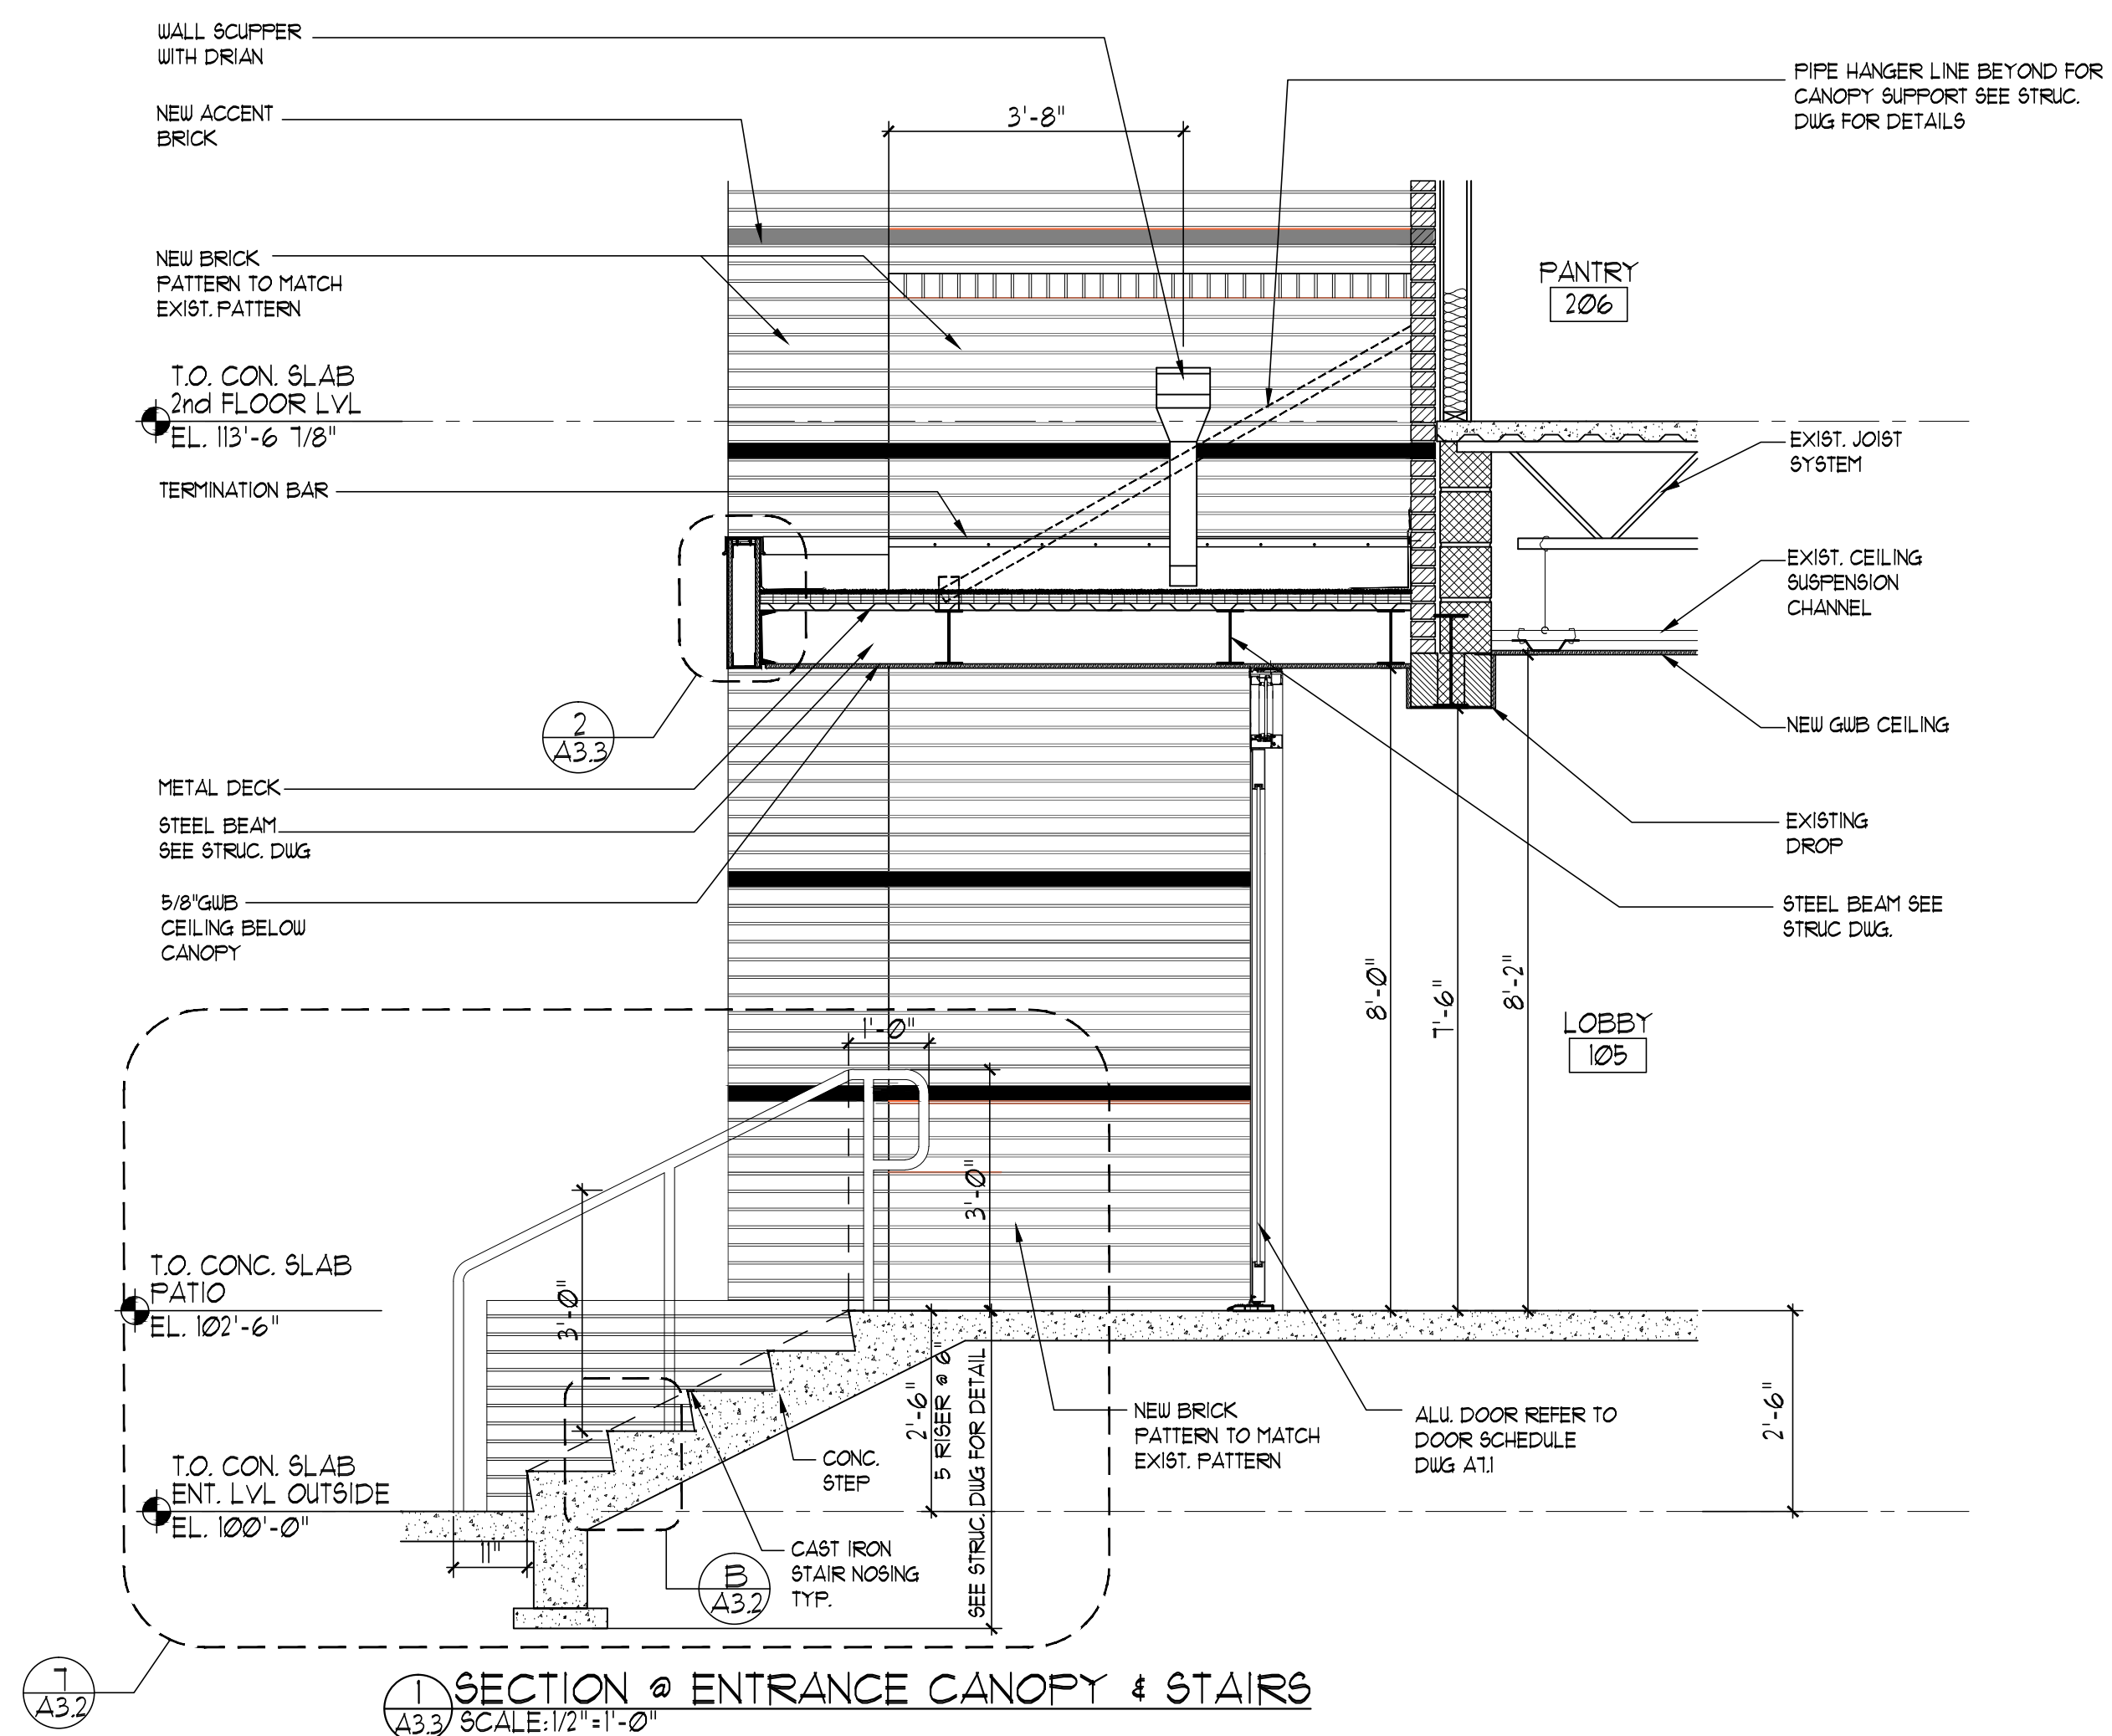 WALL SCUPPER
WITH DRIAN
NEW ACCENT
BRICK
3'-8"
PIPE HANGER LINE BEYOND FOR
CANOPY SUPPORT SEE STRUC.
DWG FOR DETAILS
NEW BRICK
PATTERN TO MATCH
EXIST. PATTERN
PANTRY
206
T.O. CON. SLAB
2nd FLOOR LVL
EL. 113'-6 7/8"
EXIST. JOIST
SYSTEM
TERMINATION BAR
EXIST. CEILING
SUSPENSION
CHANNEL
2
A3.3
NEW GWB CEILING
METAL DECK
STEEL BEAM
SEE STRUC. DWG
EXISTING
DROP
5/8"GWB
CEILING BELOW
CANOPY
STEEL BEAM SEE
STRUC DWG.
8'-0"
7'-6"
8'-2"
LOBBY
105
1'-0"
3'-0"
3'-0"
T.O. CONC. SLAB
PATIO
EL. 102'-6"
2'-6"
5 RISER @ 6"
SEE STRUC. DWG FOR DETAIL
2'-6"
NEW BRICK
PATTERN TO MATCH
EXIST. PATTERN
ALU. DOOR REFER TO
DOOR SCHEDULE
DWG A7.1
CONC.
STEP
T.O. CON. SLAB
ENT. LVL OUTSIDE
EL. 100'-0"
11"
CAST IRON
STAIR NOSING
TYP.
B
A3.2
7
A3.2
1
A3.3
SECTION @ ENTRANCE CANOPY & STAIRS
SCALE:1/2"=1'-0"